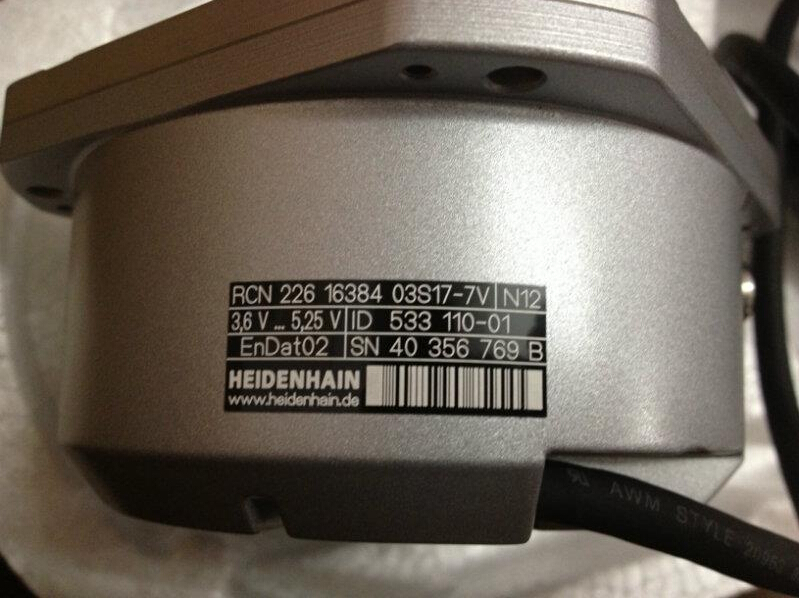 RCN 226 16384 03S17-7V N12
3,6 V ... 5,25 V ID 533 110-01
EnDat02 SN 40 356 769 B
HEIDENHAIN
www.heidenhain.de
AWM STYLE 20963